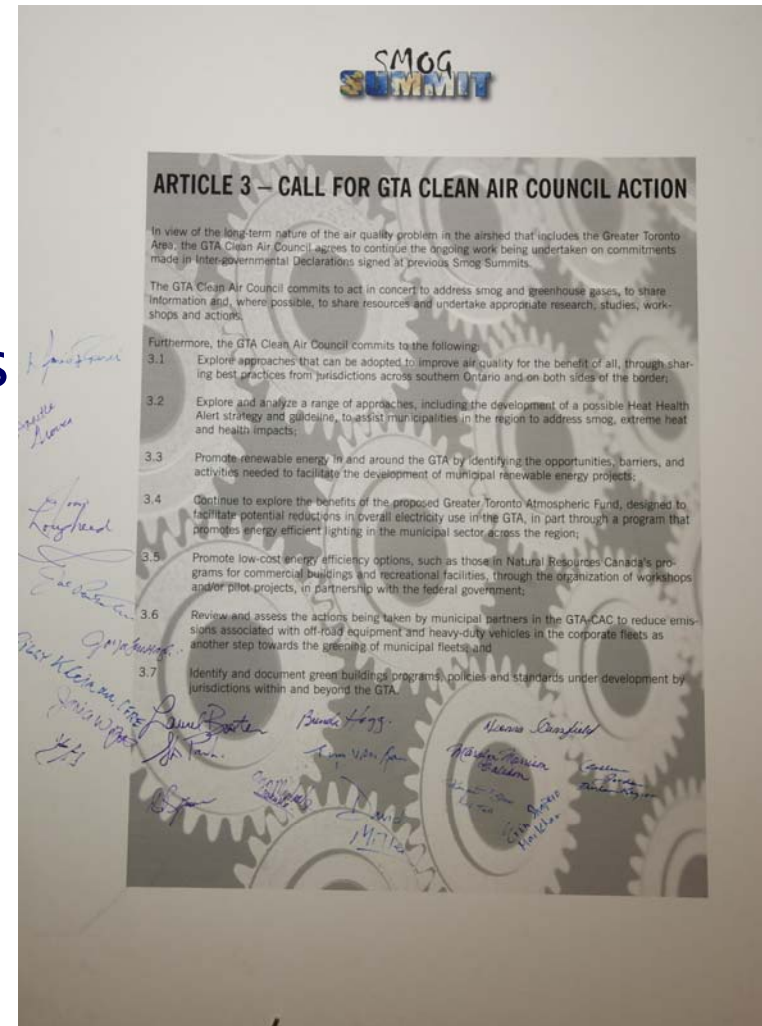 SMOG
SUMMIT
ARTICLE 3 – CALL FOR GTA CLEAN AIR COUNCIL ACTION
In view of the long-term nature of the air quality problem in the airshed that includes the Greater Toronto
Area, the GTA Clean Air Council agrees to continue the ongoing work being undertaken on commitments
made in Inter-governmental Declarations signed at previous Smog Summits.
The GTA Clean Air Council commits to act in concert to address smog and greenhouse gases, to share
information and, where possible, to share resources and undertake appropriate research, studies, work-
shops and actions.
Furthermore, the GTA Clean Air Council commits to the following:
3.1 Explore approaches that can be adopted to improve air quality for the benefit of all, through shar-
ing best practices from jurisdictions across southern Ontario and on both sides of the border;
3.2 Explore and analyze a range of approaches, including the development of a possible Heat Health
Alert strategy and guideline, to assist municipalities in the region to address smog, extreme heat
and health impacts;
3.3 Promote renewable energy in and around the GTA by identifying the opportunities, barriers, and
activities needed to facilitate the development of municipal renewable energy projects;
3.4 Continue to explore the benefits of the proposed Greater Toronto Atmospheric Fund, designed to
facilitate potential reductions in overall electricity use in the GTA, in part through a program that
promotes energy efficient lighting in the municipal sector across the region;
3.5 Promote low-cost energy efficiency options, such as those in Natural Resources Canada's pro-
grams for commercial buildings and recreational facilities, through the organization of workshops
and/or pilot projects, in partnership with the federal government;
3.6 Review and assess the actions being taken by municipal partners in the GTA-CAC to reduce emis-
sions associated with off-road equipment and heavy-duty vehicles in the corporate fleets as
another step towards the greening of municipal fleets; and
3.7 Identify and document green buildings programs, policies and standards under development by
jurisdictions within and beyond the GTA.
s
Brenda Hogg
David